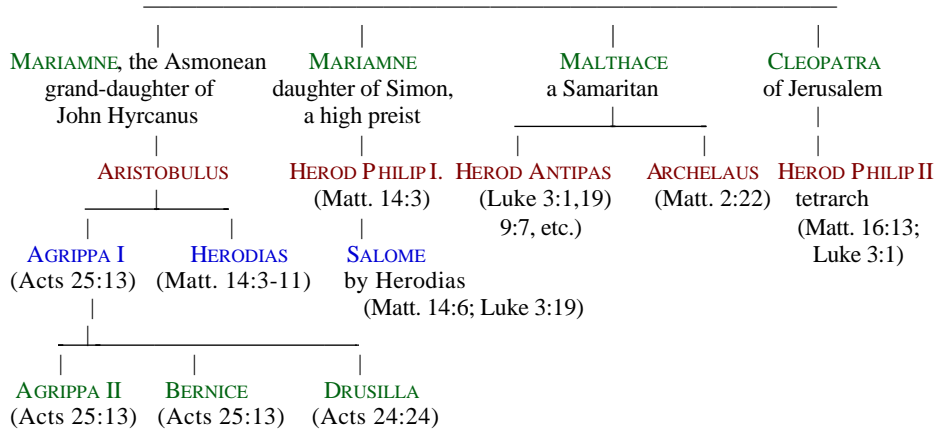 MARIAMNE, the Asmonean MARIAMNE MALTHACE CLEOPATRA
grand-daughter of daughter of Simon, a Samaritan of Jerusalem
John Hyrcanus a high preist
ARISTOBULUS HEROD PHILIP I. HEROD ANTIPAS ARCHELAUS HEROD PHILIP II
(Matt. 14:3) (Luke 3:1,19) (Matt. 2:22) tetrarch
9:7, etc.) (Matt. 16:13;
AGRIPPA I HERODIAS SALOME Luke 3:1)
(Acts 25:13) (Matt. 14:3-11) by Herodias
(Matt. 14:6; Luke 3:19)
AGRIPPA II BERNICE DRUSILLA
(Acts 25:13) (Acts 25:13) (Acts 24:24)